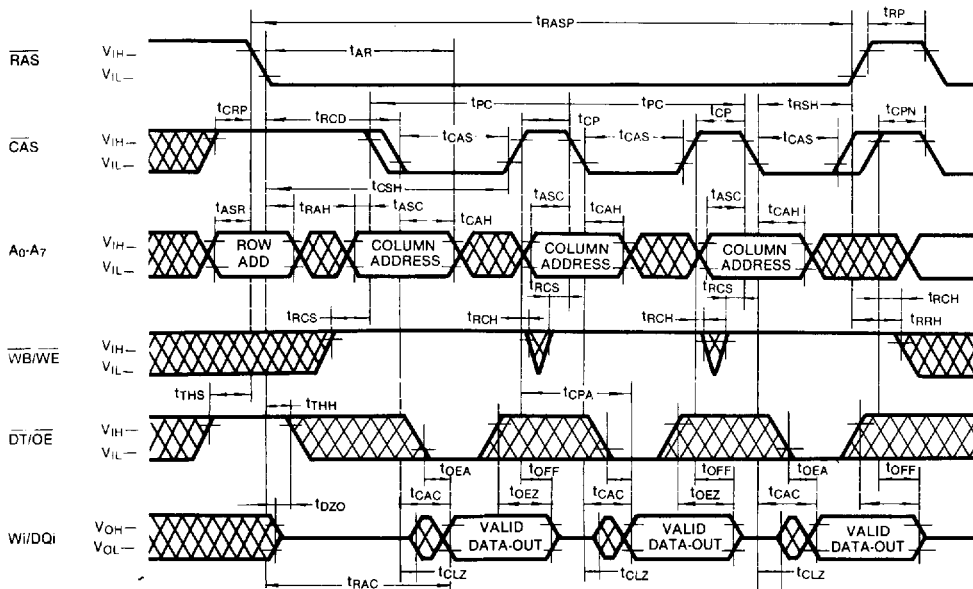 tRASP tRP
RAS VIH tAR
VIL
tCRP tRCD tPC tCP tPC tCP tRSH tCPN
CAS VIH tCAS tCAS tCAS
VIL
tCSH
tASR tRAH tASC tCAH tASC tCAH tASC tCAH
A0-A7 VIH ROW ADD COLUMN ADDRESS COLUMN ADDRESS COLUMN ADDRESS
VIL
tRCS tRCS tRCH
tRCS tRCH tRCH tRRH
WB/WE VIH
VIL
tTHS tTHH tCPA
DT/OE VIH
VIL
tOEA tOFF tOFF tOEA tOFF
tDZO tCAC tOEZ tCAC tOEZ tCAC
Wi/DQi VOH VALID DATA-OUT VALID DATA-OUT VALID DATA-OUT
VOL
tRAC tCLZ tCLZ tCLZ